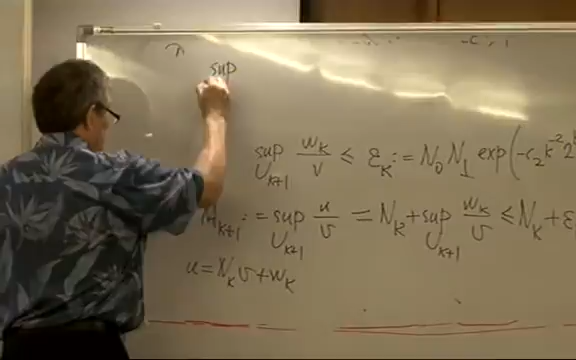 sup
sup w_k/v ≤ ε_k := N_0 N_1 exp(-c_2 k^{-2} 2^k
U_{k+1}
N_{k+1} := sup u/v = N_k + sup w_k/v ≤ N_k + ε
U_{k+1} U_{k+1}
u = N_k v + w_k